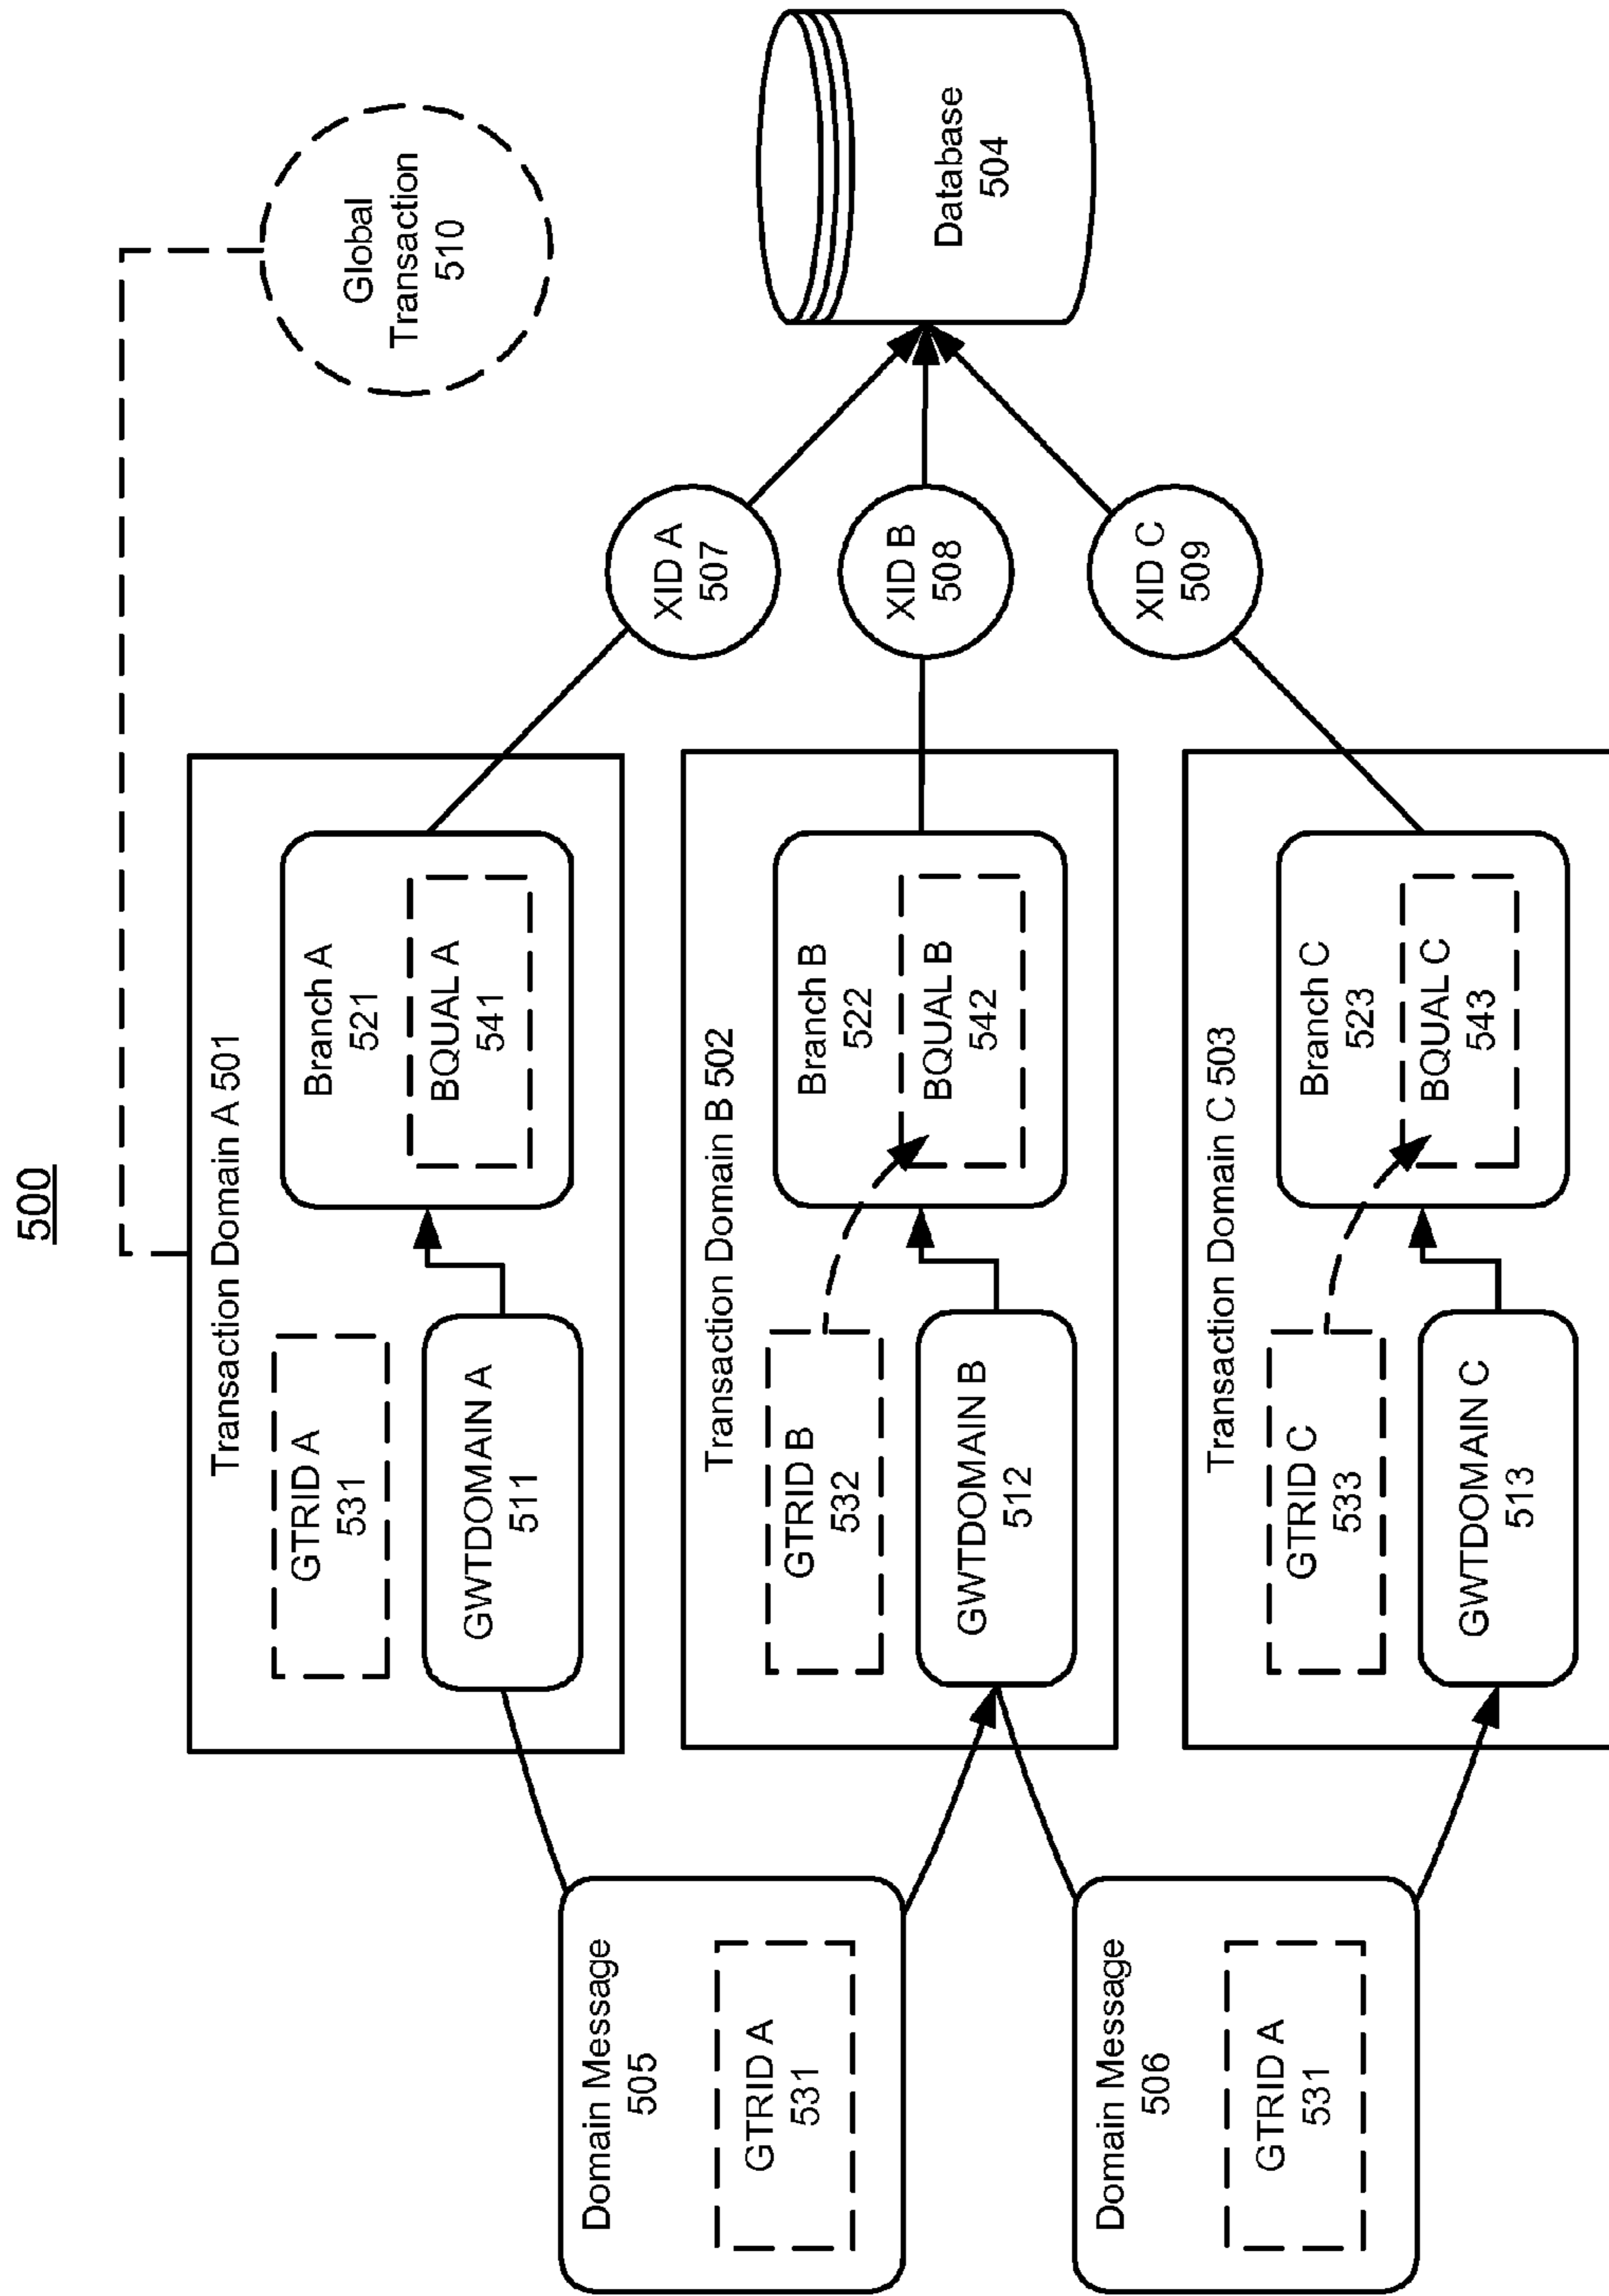 500
Global
Transaction
510
Transaction Domain A 501
GTRID A
531
GWTDOMAIN A
511
Branch A
521
BQUAL A
541
XID A
507
Domain Message
505
GTRID A
531
Transaction Domain B 502
GTRID B
532
GWTDOMAIN B
512
Branch B
522
BQUAL B
542
XID B
508
Database
504
Domain Message
506
GTRID A
531
Transaction Domain C 503
GTRID C
533
GWTDOMAIN C
513
Branch C
523
BQUAL C
543
XID C
509